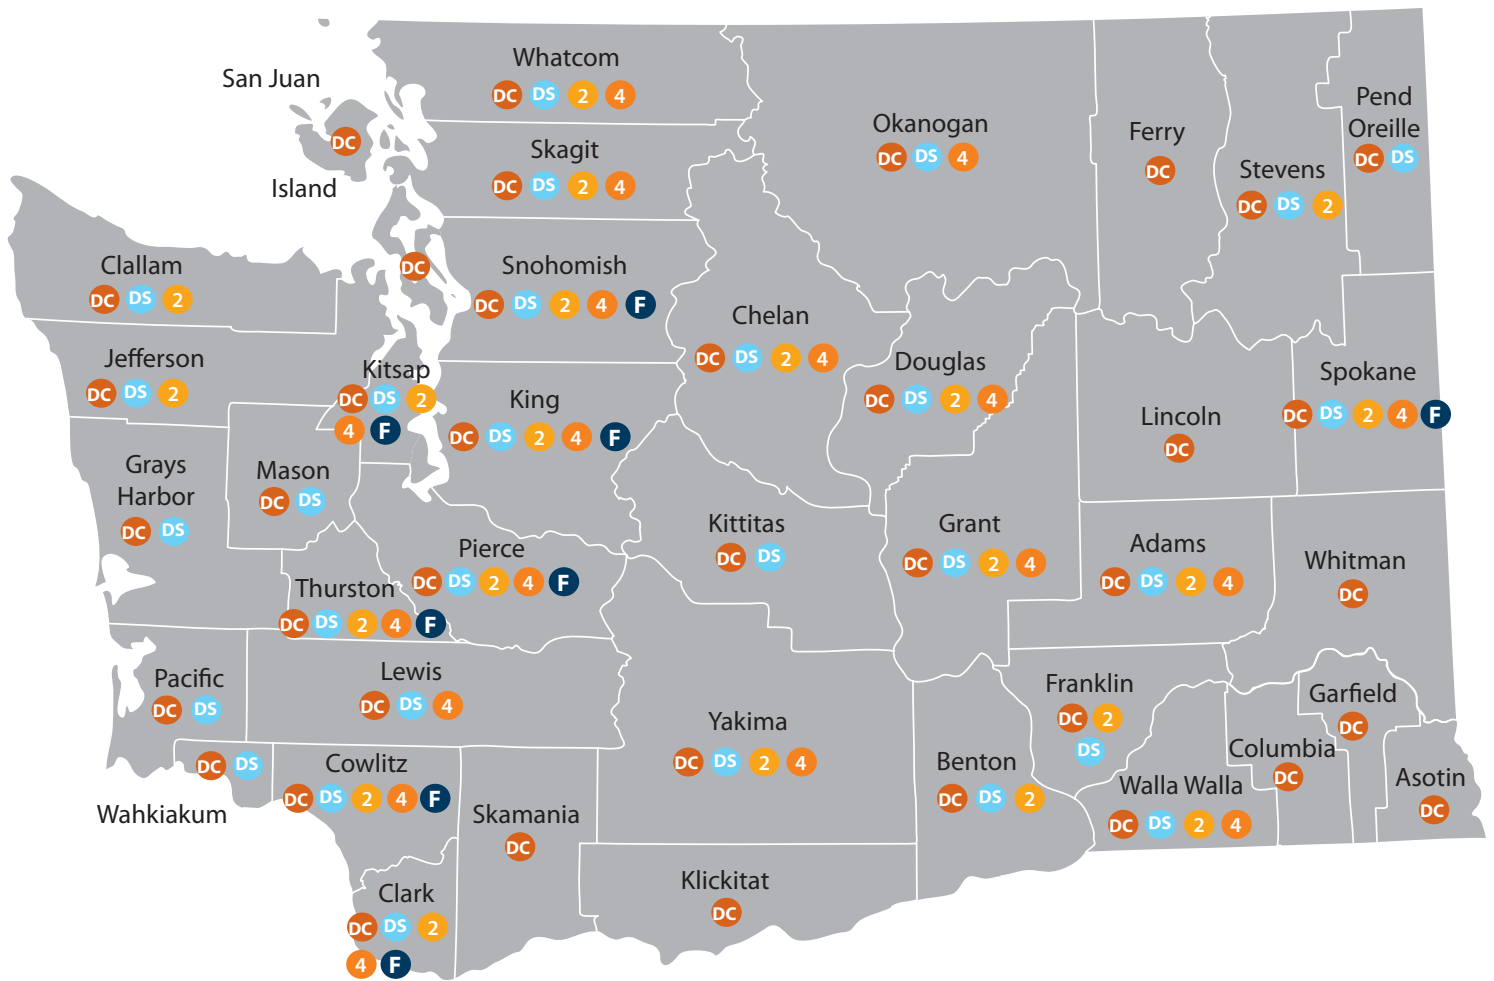 San Juan
DC
Island
DC
Whatcom
DC DS 2 4
Skagit
DC DS 2 4
Snohomish
DC DS 2 4 F
Okanogan
DC DS 4
Ferry
DC
Stevens
DC DS 2
Pend
Oreille
DC DS
Clallam
DC DS 2
Jefferson
DC DS 2
Kitsap
DC DS 2
4 F
King
DC DS 2 4 F
Chelan
DC DS 2 4
Douglas
DC DS 2 4
Lincoln
DC
Spokane
DC DS 2 4 F
Grays
Harbor
DC DS
Mason
DC DS
Pierce
DC DS 2 4 F
Thurston
DC DS 2 4 F
Kittitas
DC DS
Grant
DC DS 2 4
Adams
DC DS 2 4
Whitman
DC
Pacific
DC DS
Lewis
DC DS 4
Yakima
DC DS 2 4
Benton
DC DS 2
Franklin
DC 2
DS
Walla Walla
DC DS 2 4
Columbia
DC
Garfield
DC
Asotin
DC
DC DS
Wahkiakum
Cowlitz
DC DS 2 4 F
Skamania
DC
Clark
DC DS 2
4 F
Klickitat
DC